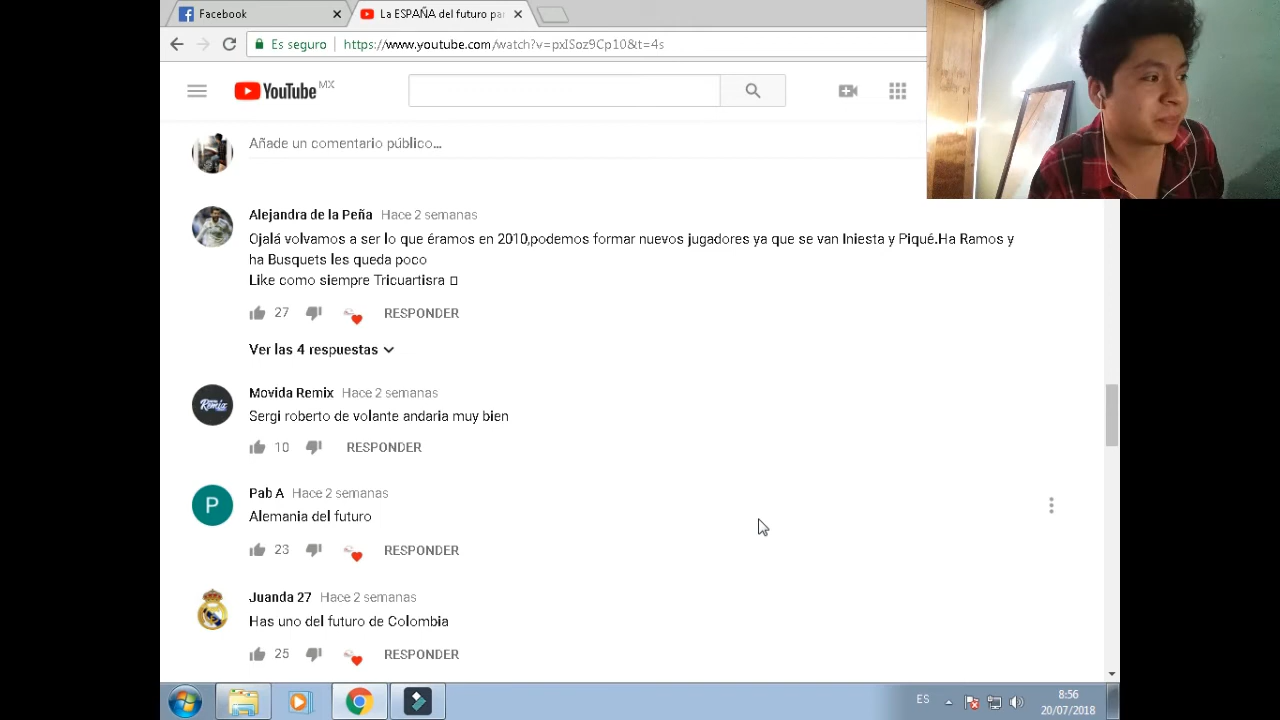 Facebook
La ESPAÑA del futuro par
Es seguro
https://www.youtube.com/watch?v=pxISoz9Cp10&t=4s
YouTube MX
Añade un comentario público...
Alejandra de la Peña Hace 2 semanas
Ojalá volvamos a ser lo que éramos en 2010,podemos formar nuevos jugadores ya que se van Iniesta y Piqué.Ha Ramos y
ha Busquets les queda poco
Like como siempre Tricuartisra
27 RESPONDER
Ver las 4 respuestas
Movida Remix Hace 2 semanas
Sergi roberto de volante andaria muy bien
10 RESPONDER
P
Pab A Hace 2 semanas
Alemania del futuro
23 RESPONDER
Juanda 27 Hace 2 semanas
Has uno del futuro de Colombia
25 RESPONDER
ES
8:56
20/07/2018